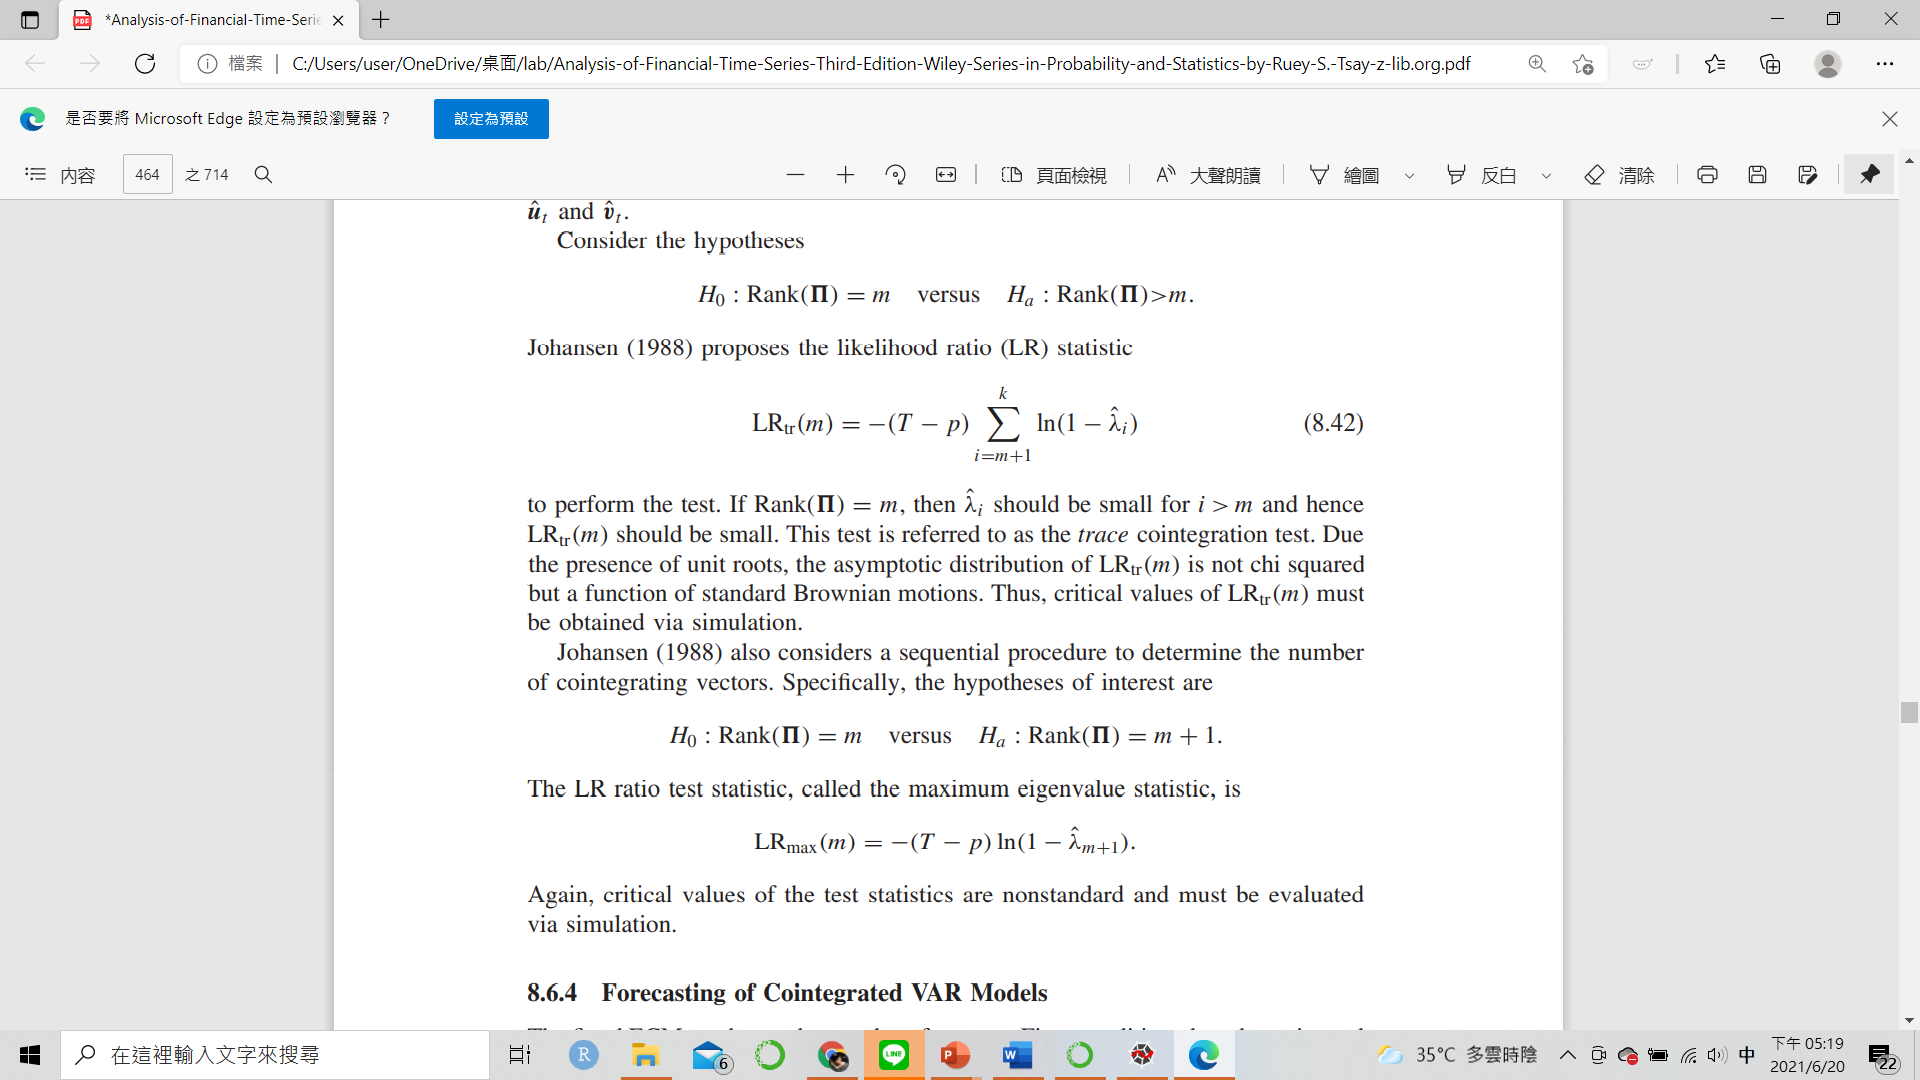 *Analysis-of-Financial-Time-Serie
檔案 | C:/Users/user/OneDrive/桌面/lab/Analysis-of-Financial-Time-Series-Third-Edition-Wiley-Series-in-Probability-and-Statistics-by-Ruey-S.-Tsay-z-lib.org.pdf
是否要將 Microsoft Edge 設定為預設瀏覽器？ 設定為預設
內容 464 之 714 頁面檢視 大聲朗讀 繪圖 反白 清除
û_t and v̂_t.
Consider the hypotheses
H₀ : Rank(Π) = m versus Hₐ : Rank(Π)>m.
Johansen (1988) proposes the likelihood ratio (LR) statistic
LR_tr(m) = −(T − p) ∑_{i=m+1}^{k} ln(1 − λ̂_i) (8.42)
to perform the test. If Rank(Π) = m, then λ̂_i should be small for i > m and hence
LR_tr(m) should be small. This test is referred to as the trace cointegration test. Due
the presence of unit roots, the asymptotic distribution of LR_tr(m) is not chi squared
but a function of standard Brownian motions. Thus, critical values of LR_tr(m) must
be obtained via simulation.
Johansen (1988) also considers a sequential procedure to determine the number
of cointegrating vectors. Specifically, the hypotheses of interest are
H₀ : Rank(Π) = m versus Hₐ : Rank(Π) = m + 1.
The LR ratio test statistic, called the maximum eigenvalue statistic, is
LR_max(m) = −(T − p) ln(1 − λ̂_{m+1}).
Again, critical values of the test statistics are nonstandard and must be evaluated
via simulation.
8.6.4 Forecasting of Cointegrated VAR Models
在這裡輸入文字來搜尋 R 6 LINE P W 35°C 多雲時陰 中 下午 05:19
2021/6/20 22